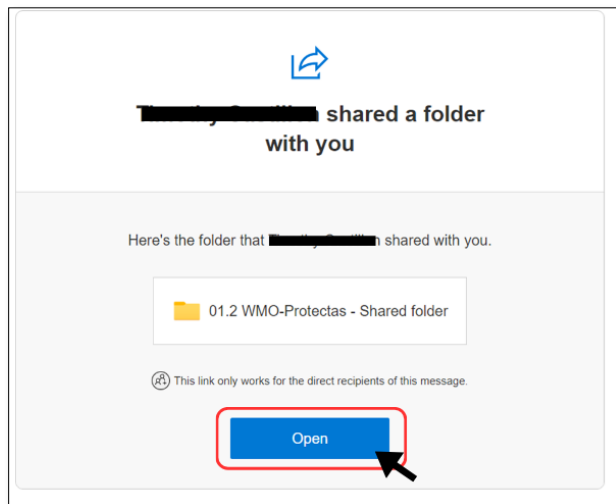 shared a folder
with you
Here's the folder that shared with you.
01.2 WMO-Protectas - Shared folder
This link only works for the direct recipients of this message.
Open